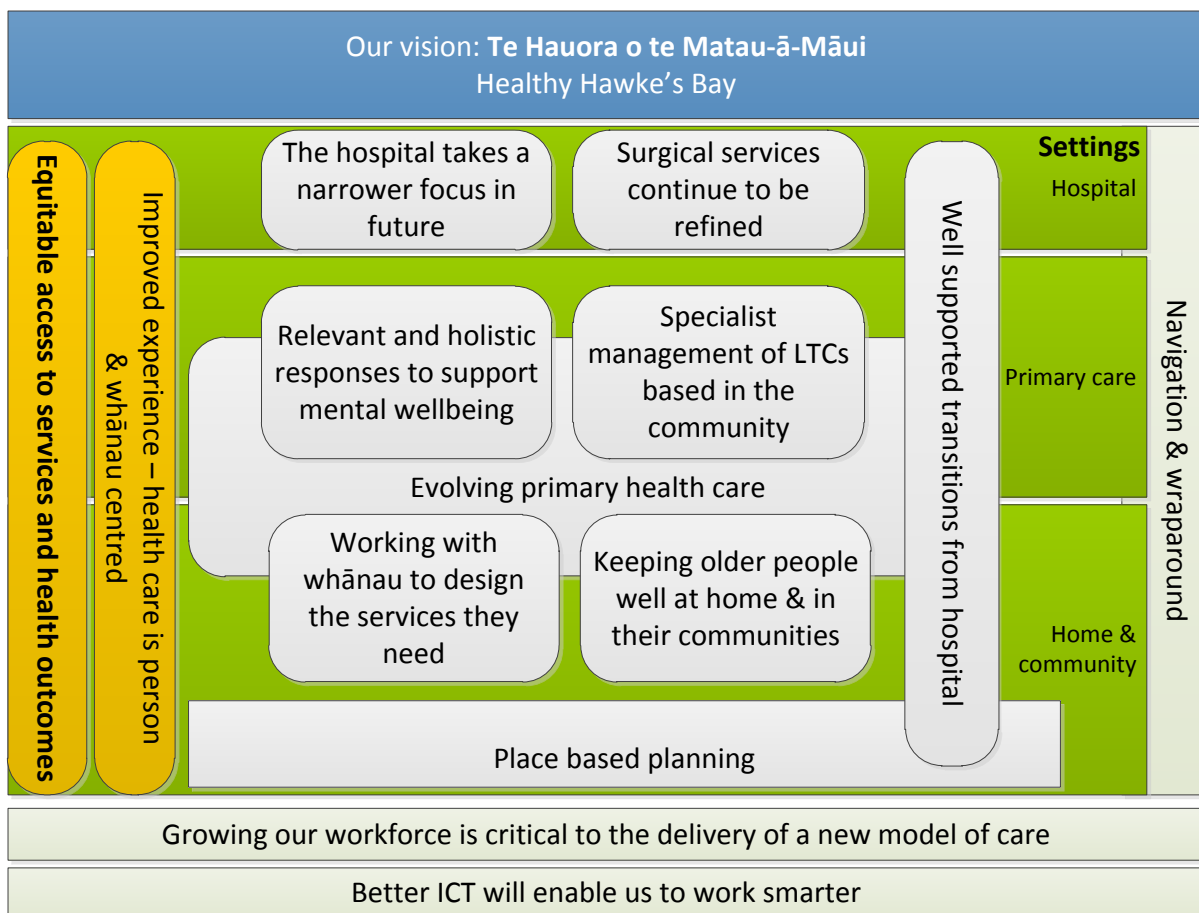 Our vision: Te Hauora o te Matau-ā-Māui
Healthy Hawke's Bay
Equitable access to services and health outcomes
Improved experience – health care is person
& whānau centred
The hospital takes a
narrower focus in
future
Surgical services
continue to be
refined
Settings
Hospital
Relevant and holistic
responses to support
mental wellbeing
Specialist
management of LTCs
based in the
community
Primary care
Evolving primary health care
Working with
whānau to design
the services they
need
Keeping older people
well at home & in
their communities
Home &
community
Place based planning
Well supported transitions from hospital
Navigation & wraparound
Growing our workforce is critical to the delivery of a new model of care
Better ICT will enable us to work smarter